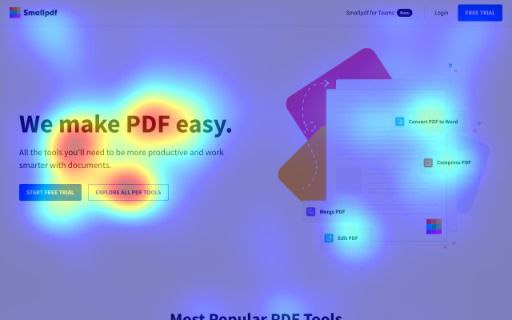 Smallpdf
Smallpdf for Teams New
Login
FREE TRIAL
We make PDF easy.
All the tools you'll need to be more productive and work
smarter with documents.
START FREE TRIAL
EXPLORE ALL PDF TOOLS
Convert PDF to Word
Compress PDF
Merge PDF
Edit PDF
Most Popular PDF Tools